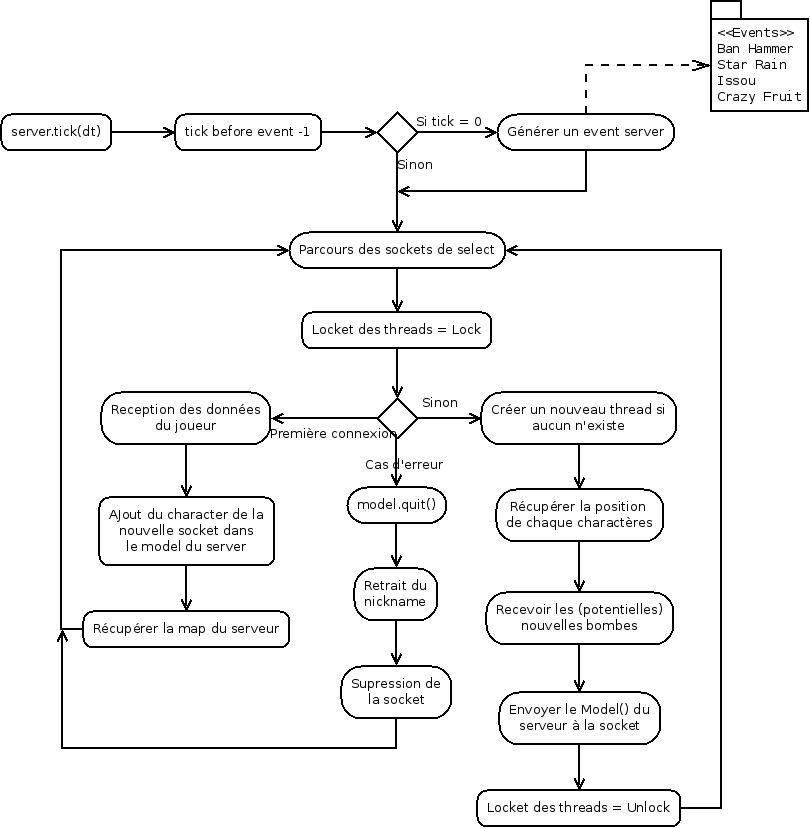 <<Events>>
Ban Hammer
Star Rain
Issou
Crazy Fruit
server.tick(dt)
tick before event -1
Si tick = 0
Générer un event server
Sinon
Parcours des sockets de select
Locket des threads = Lock
Sinon
Première connexion
Cas d'erreur
Reception des données
du joueur
Créer un nouveau thread si
aucun n'existe
model.quit()
AJout du character de la
nouvelle socket dans
le model du server
Récupérer la position
de chaque charactères
Retrait du
nickname
Récupérer la map du serveur
Recevoir les (potentielles)
nouvelles bombes
Supression de
la socket
Envoyer le Model() du
serveur à la socket
Locket des threads = Unlock